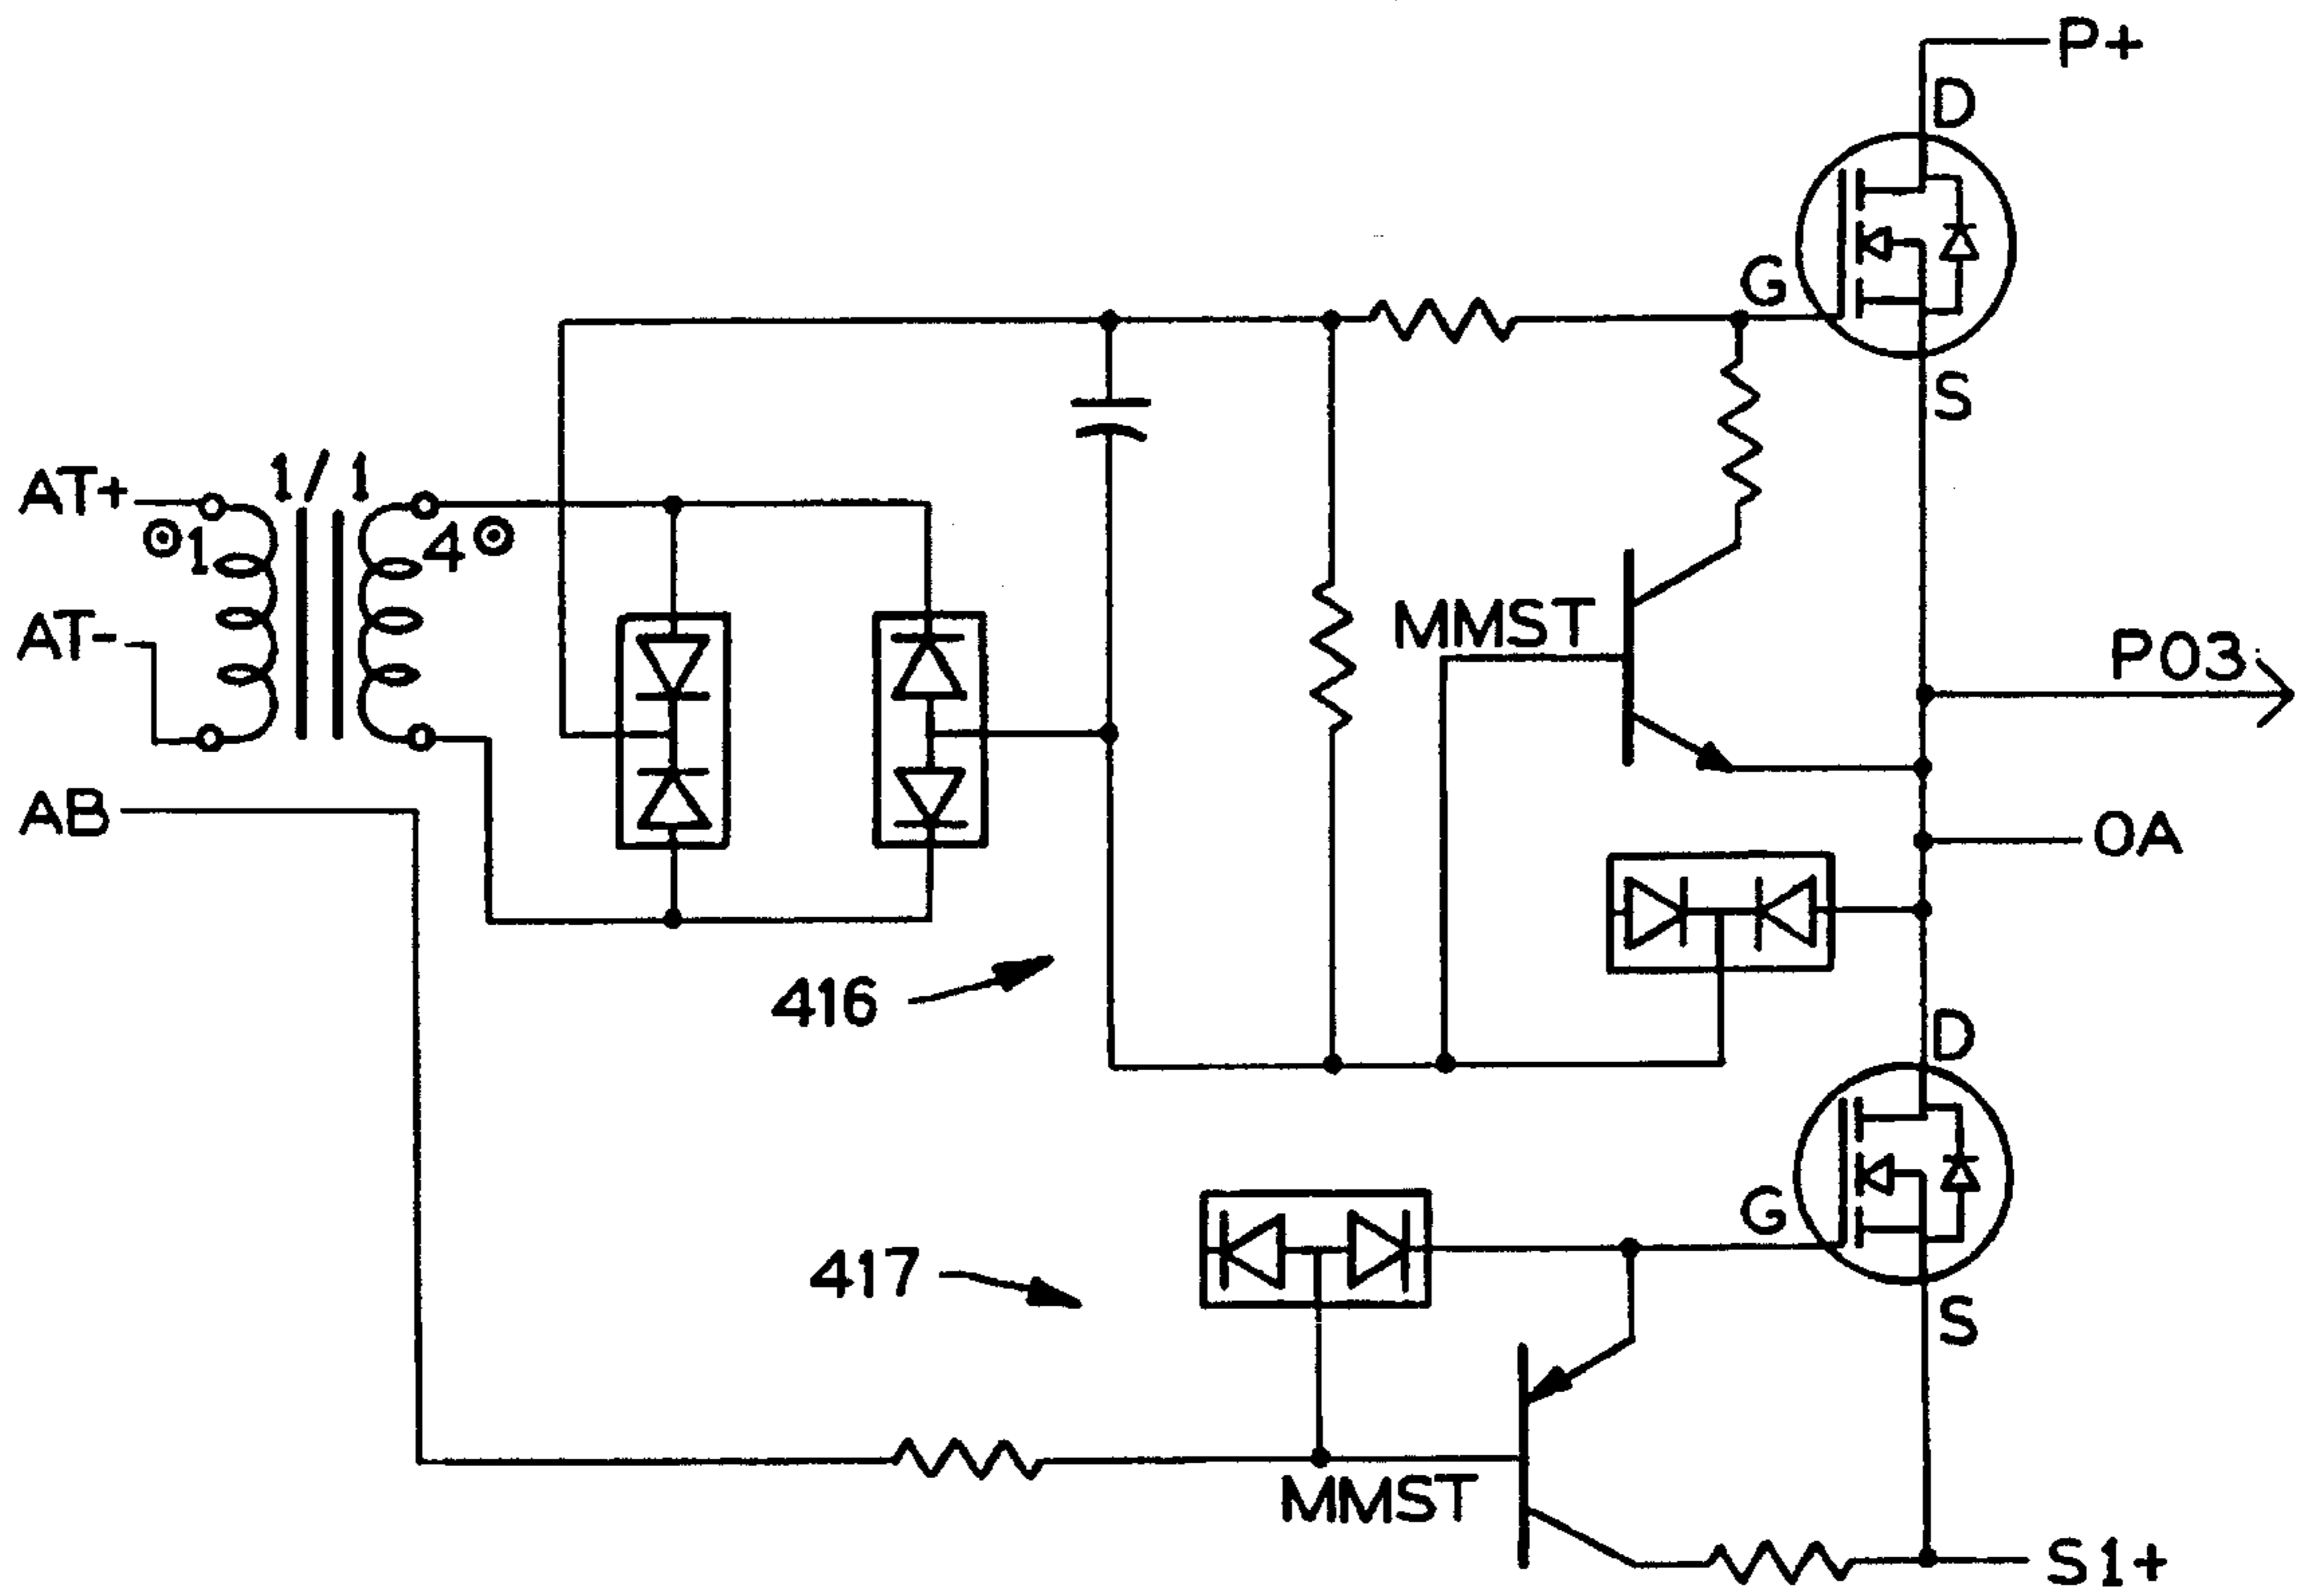 P+
D
G
S
AT+
1/1
⊙1
4⊙
AT-
MMST
P03
AB
OA
416
D
G
417
S
MMST
S1+